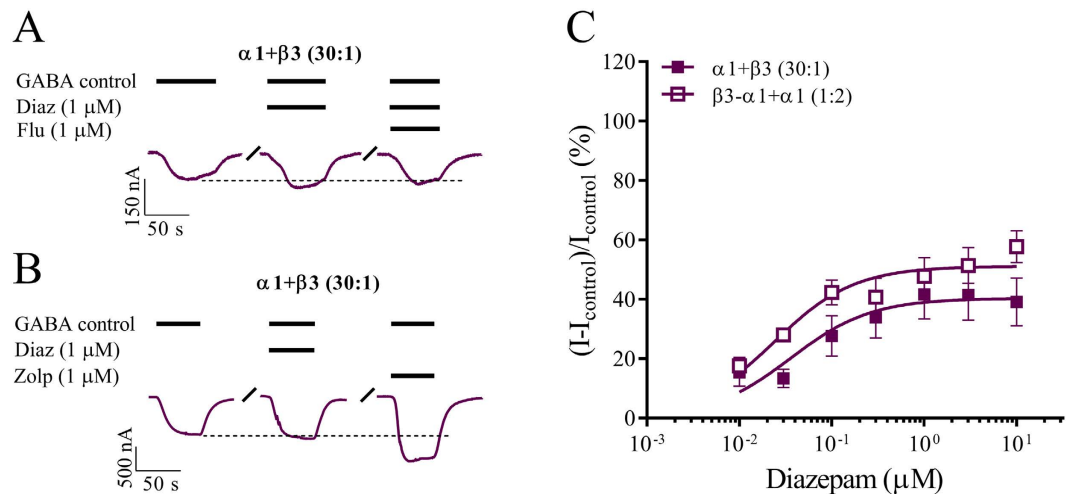 A
α1+β3 (30:1)
GABA control
Diaz (1 μM)
Flu (1 μM)
150 nA
50 s
B
α1+β3 (30:1)
GABA control
Diaz (1 μM)
Zolp (1 μM)
500 nA
50 s
C
α1+β3 (30:1)
β3-α1+α1 (1:2)
(I-Icontrol)/Icontrol (%)
120
100
80
60
40
20
0
10⁻³ 10⁻² 10⁻¹ 10⁰ 10¹
Diazepam (μM)